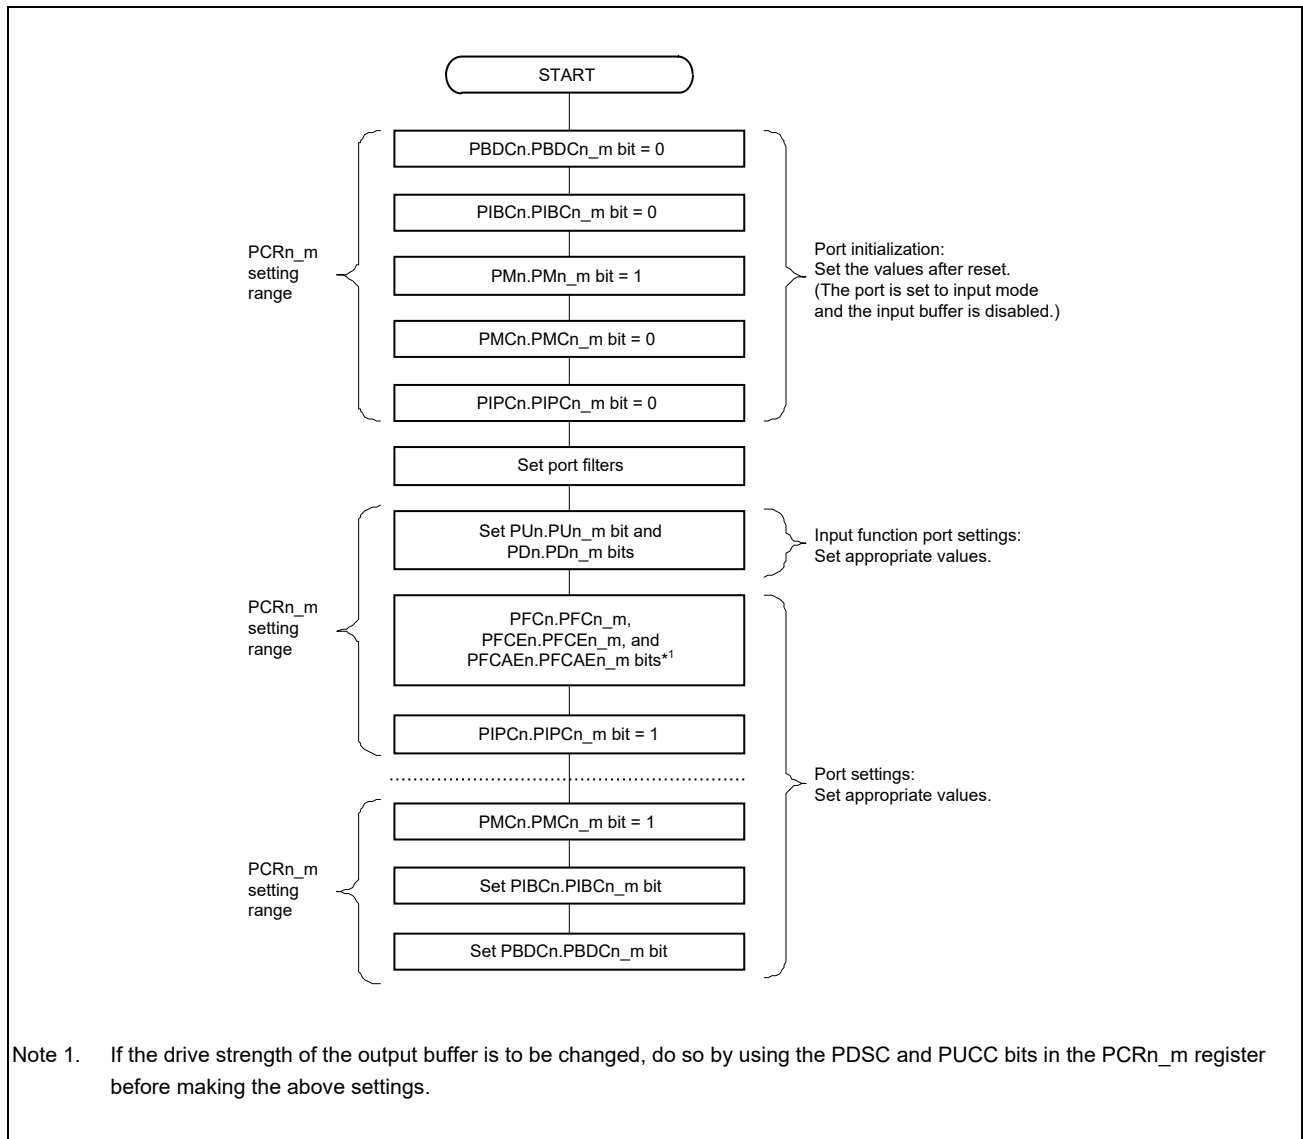 START
PBDCn.PBDCn_m bit = 0
PIBCn.PIBCn_m bit = 0
PCRn_m
setting
range
PMn.PMn_m bit = 1
Port initialization:
Set the values after reset.
(The port is set to input mode
and the input buffer is disabled.)
PMCn.PMCn_m bit = 0
PIPCn.PIPCn_m bit = 0
Set port filters
Set PUn.PUn_m bit and
PDn.PDn_m bits
Input function port settings:
Set appropriate values.
PCRn_m
setting
range
PFCn.PFCn_m,
PFCEn.PFCEn_m, and
PFCAEn.PFCAEn_m bits*1
PIPCn.PIPCn_m bit = 1
Port settings:
Set appropriate values.
PMCn.PMCn_m bit = 1
PCRn_m
setting
range
Set PIBCn.PIBCn_m bit
Set PBDCn.PBDCn_m bit
Note 1. If the drive strength of the output buffer is to be changed, do so by using the PDSC and PUCC bits in the PCRn_m register
before making the above settings.